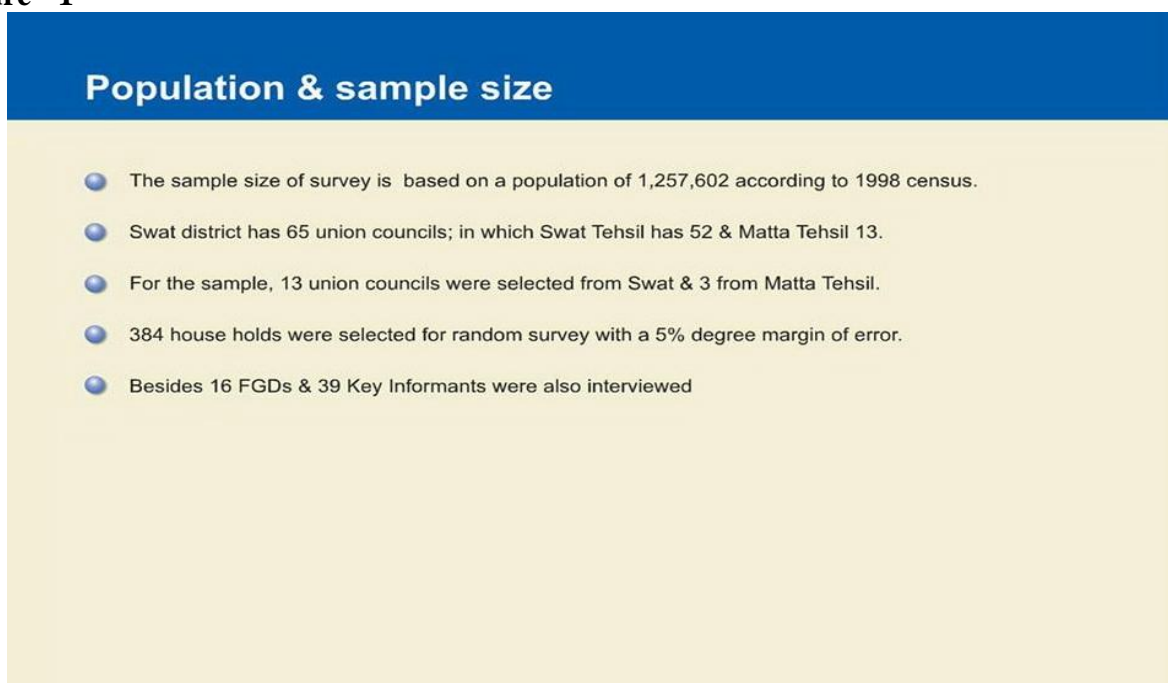 Population & sample size
The sample size of survey is based on a population of 1,257,602 according to 1998 census.
Swat district has 65 union councils; in which Swat Tehsil has 52 & Matta Tehsil 13.
For the sample, 13 union councils were selected from Swat & 3 from Matta Tehsil.
384 house holds were selected for random survey with a 5% degree margin of error.
Besides 16 FGDs & 39 Key Informants were also interviewed